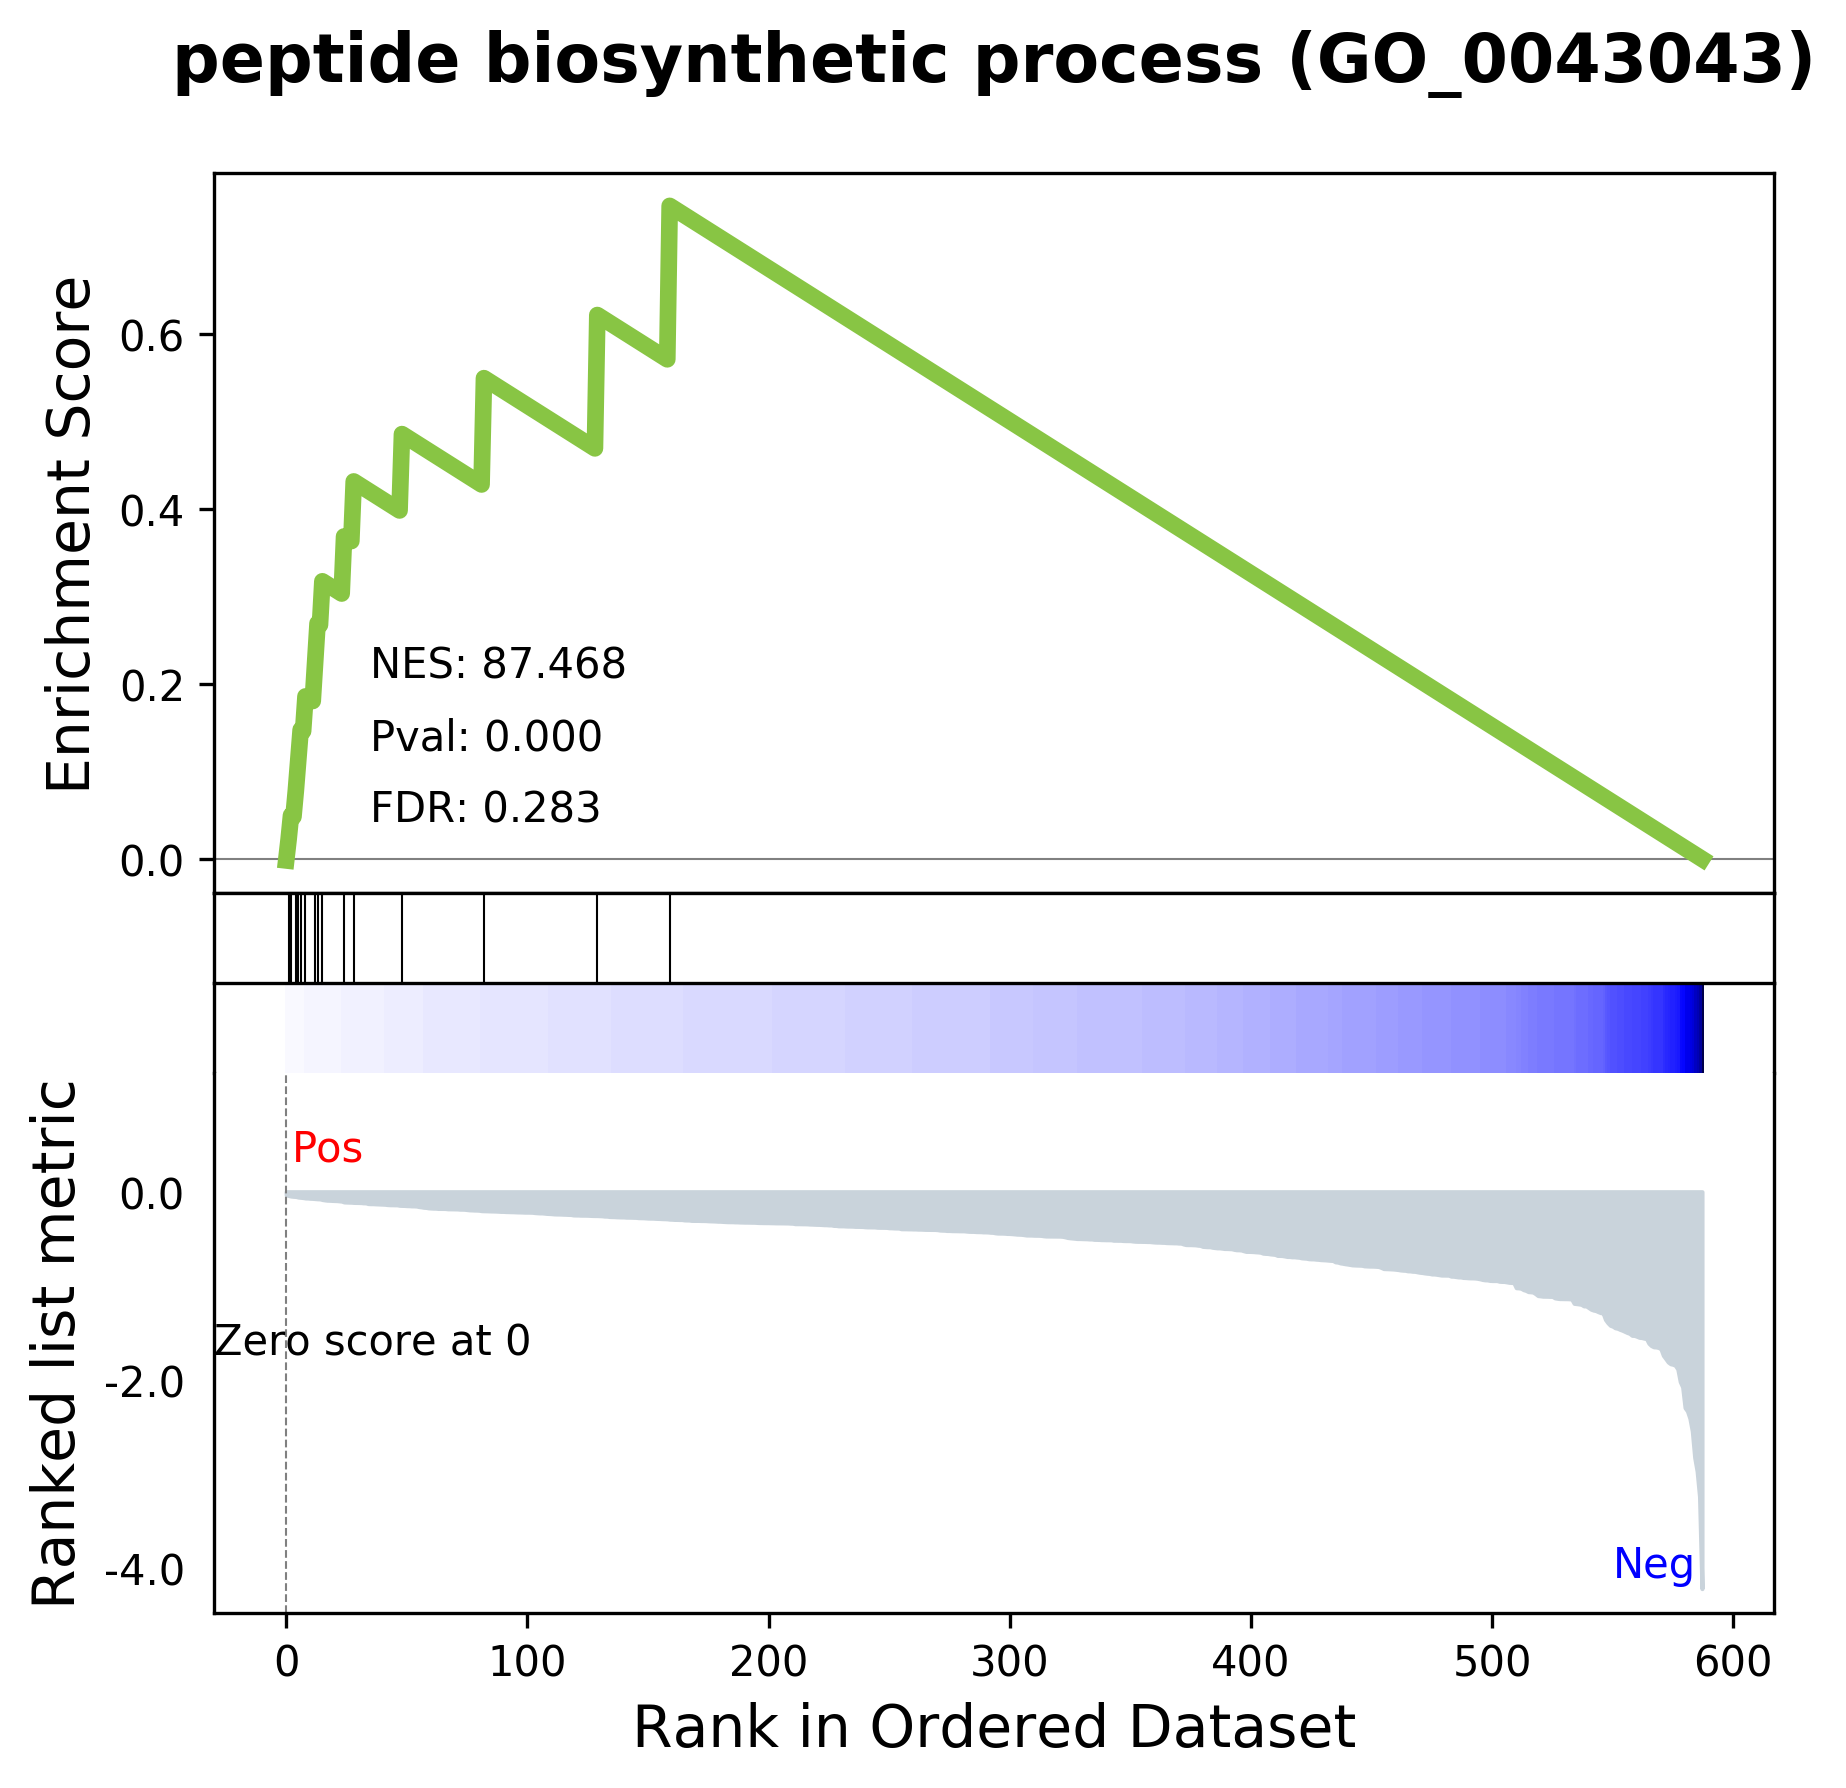 peptide biosynthetic process (GO_0043043)
Enrichment Score
0.6
0.4
0.2
0.0
NES: 87.468
Pval: 0.000
FDR: 0.283
Ranked list metric
Pos
0.0
Zero score at 0
-2.0
-4.0
Neg
0 100 200 300 400 500 600
Rank in Ordered Dataset